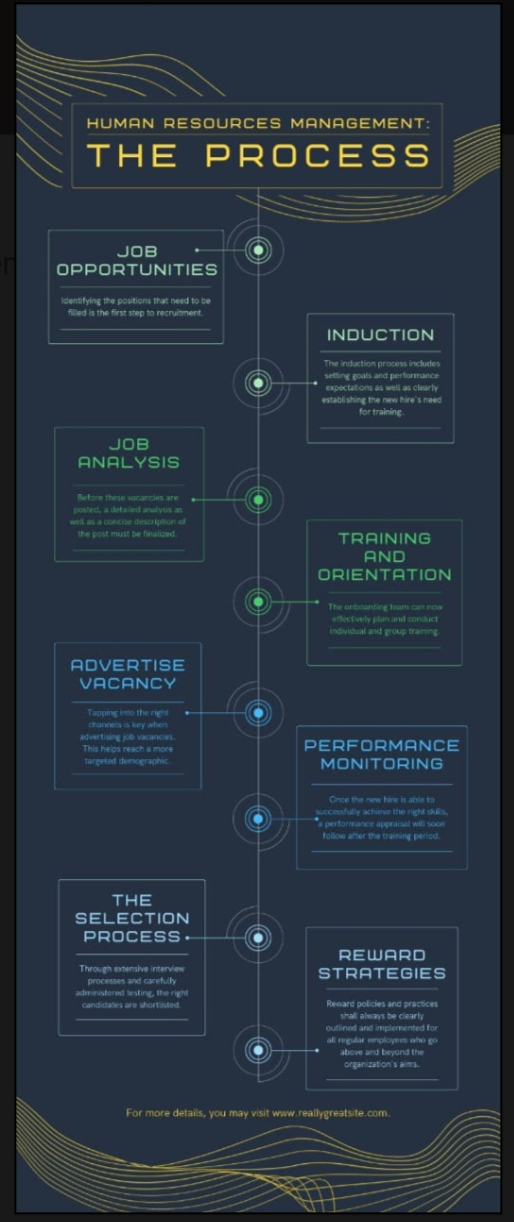 HUMAN RESOURCES MANAGEMENT:
THE PROCESS
JOB
OPPORTUNITIES
Identifying the positions that need to be
filled is the first step to recruitment.
INDUCTION
The induction process includes
setting goals and performance
expectations as well as clearly
establishing the new hire's need
for training.
JOB
ANALYSIS
Before these vacancies are
posted, a detailed analysis as
well as a concise description of
the post must be finalized.
TRAINING
AND
ORIENTATION
The onboarding team can now
effectively plan and conduct
individual and group training.
ADVERTISE
VACANCY
Tapping into the right
channels is key when
advertising job vacancies.
This helps reach a more
targeted demographic.
PERFORMANCE
MONITORING
Once the new hire is able to
successfully achieve the right skills,
a performance appraisal will soon
follow after the training period.
THE
SELECTION
PROCESS
Through extensive interview
processes and carefully
administered testing, the right
candidates are shortlisted.
REWARD
STRATEGIES
Reward policies and practices
shall always be clearly
outlined and implemented for
all regular employees who go
above and beyond the
organization's aims.
For more details, you may visit www.reallygreatsite.com.